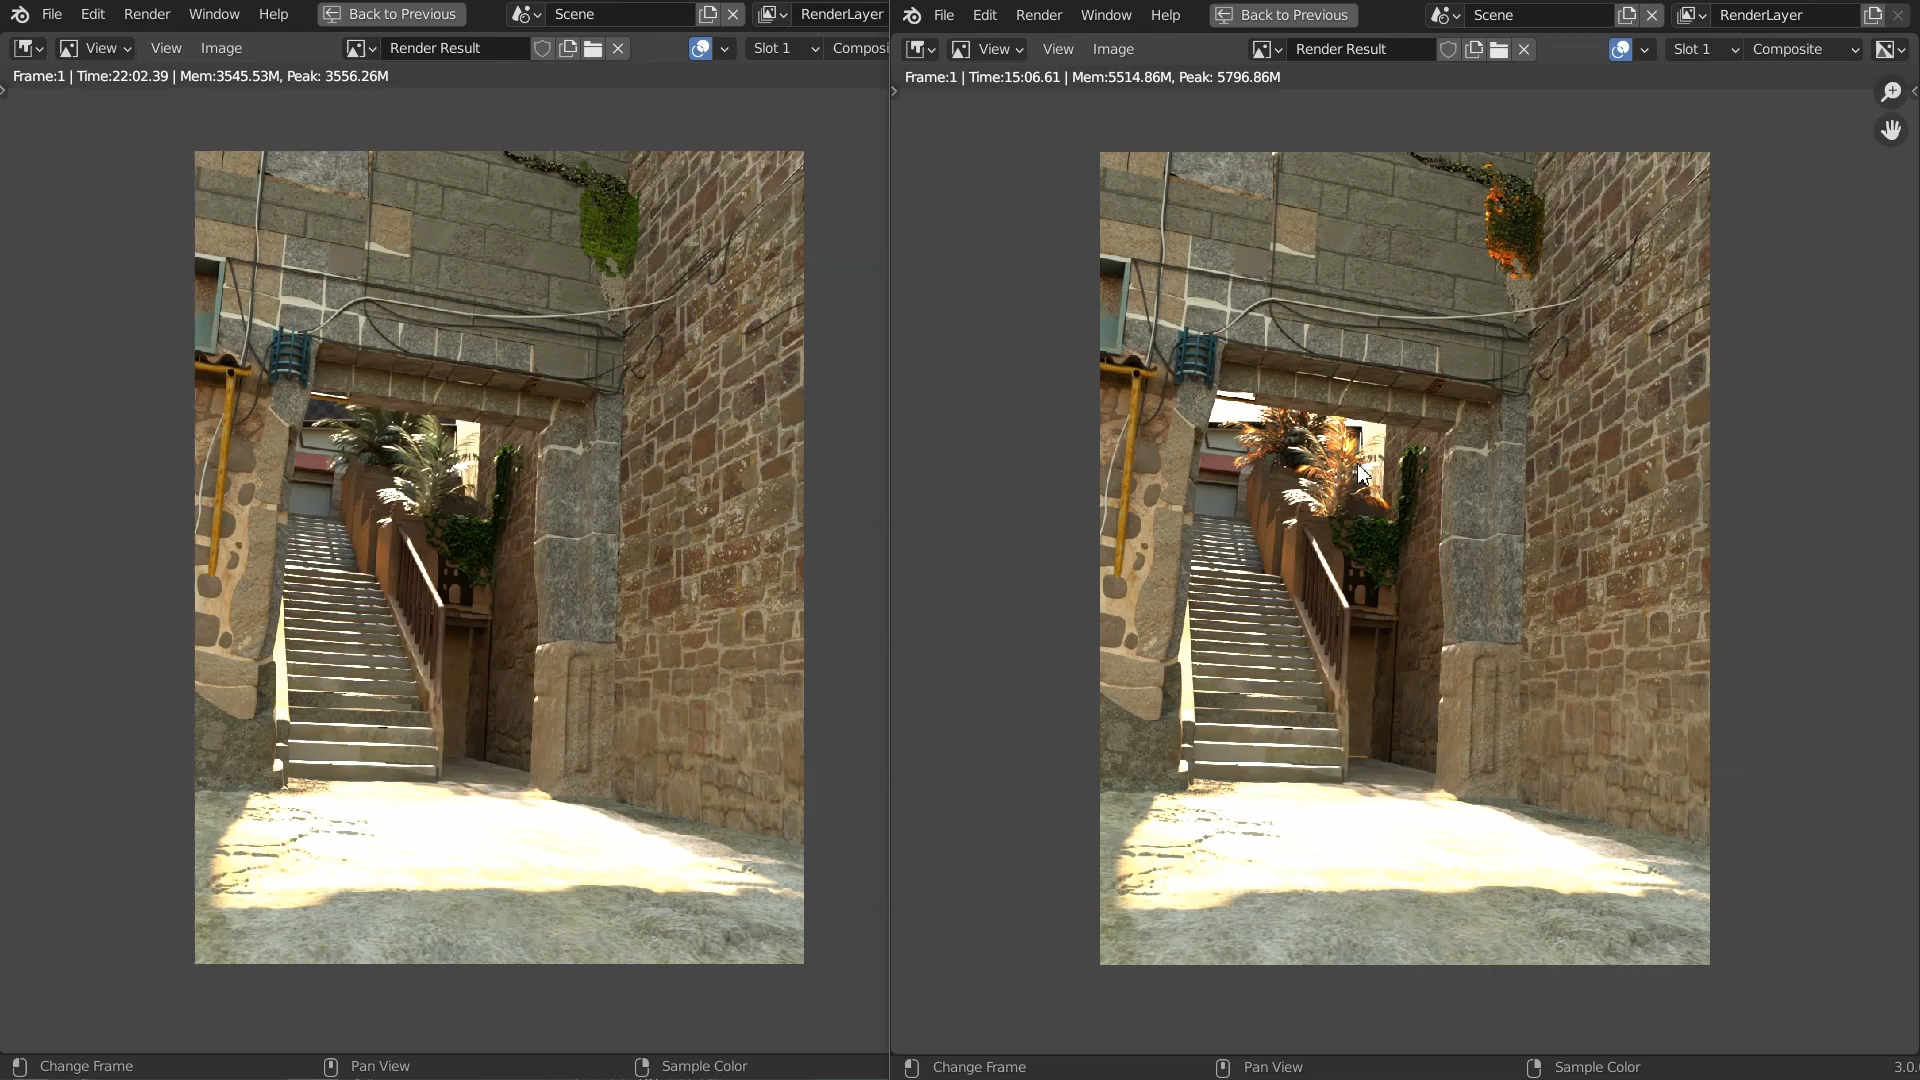 File Edit Render Window Help Back to Previous Scene RenderLayer
View View Image Render Result Slot 1 Composi
Frame:1 | Time:22:02.39 | Mem:3545.53M, Peak: 3556.26M
Change Frame Pan View Sample Color
File Edit Render Window Help Back to Previous Scene RenderLayer
View View Image Render Result Slot 1 Composite
Frame:1 | Time:15:06.61 | Mem:5514.86M, Peak: 5796.86M
Change Frame Pan View Sample Color 3.0.